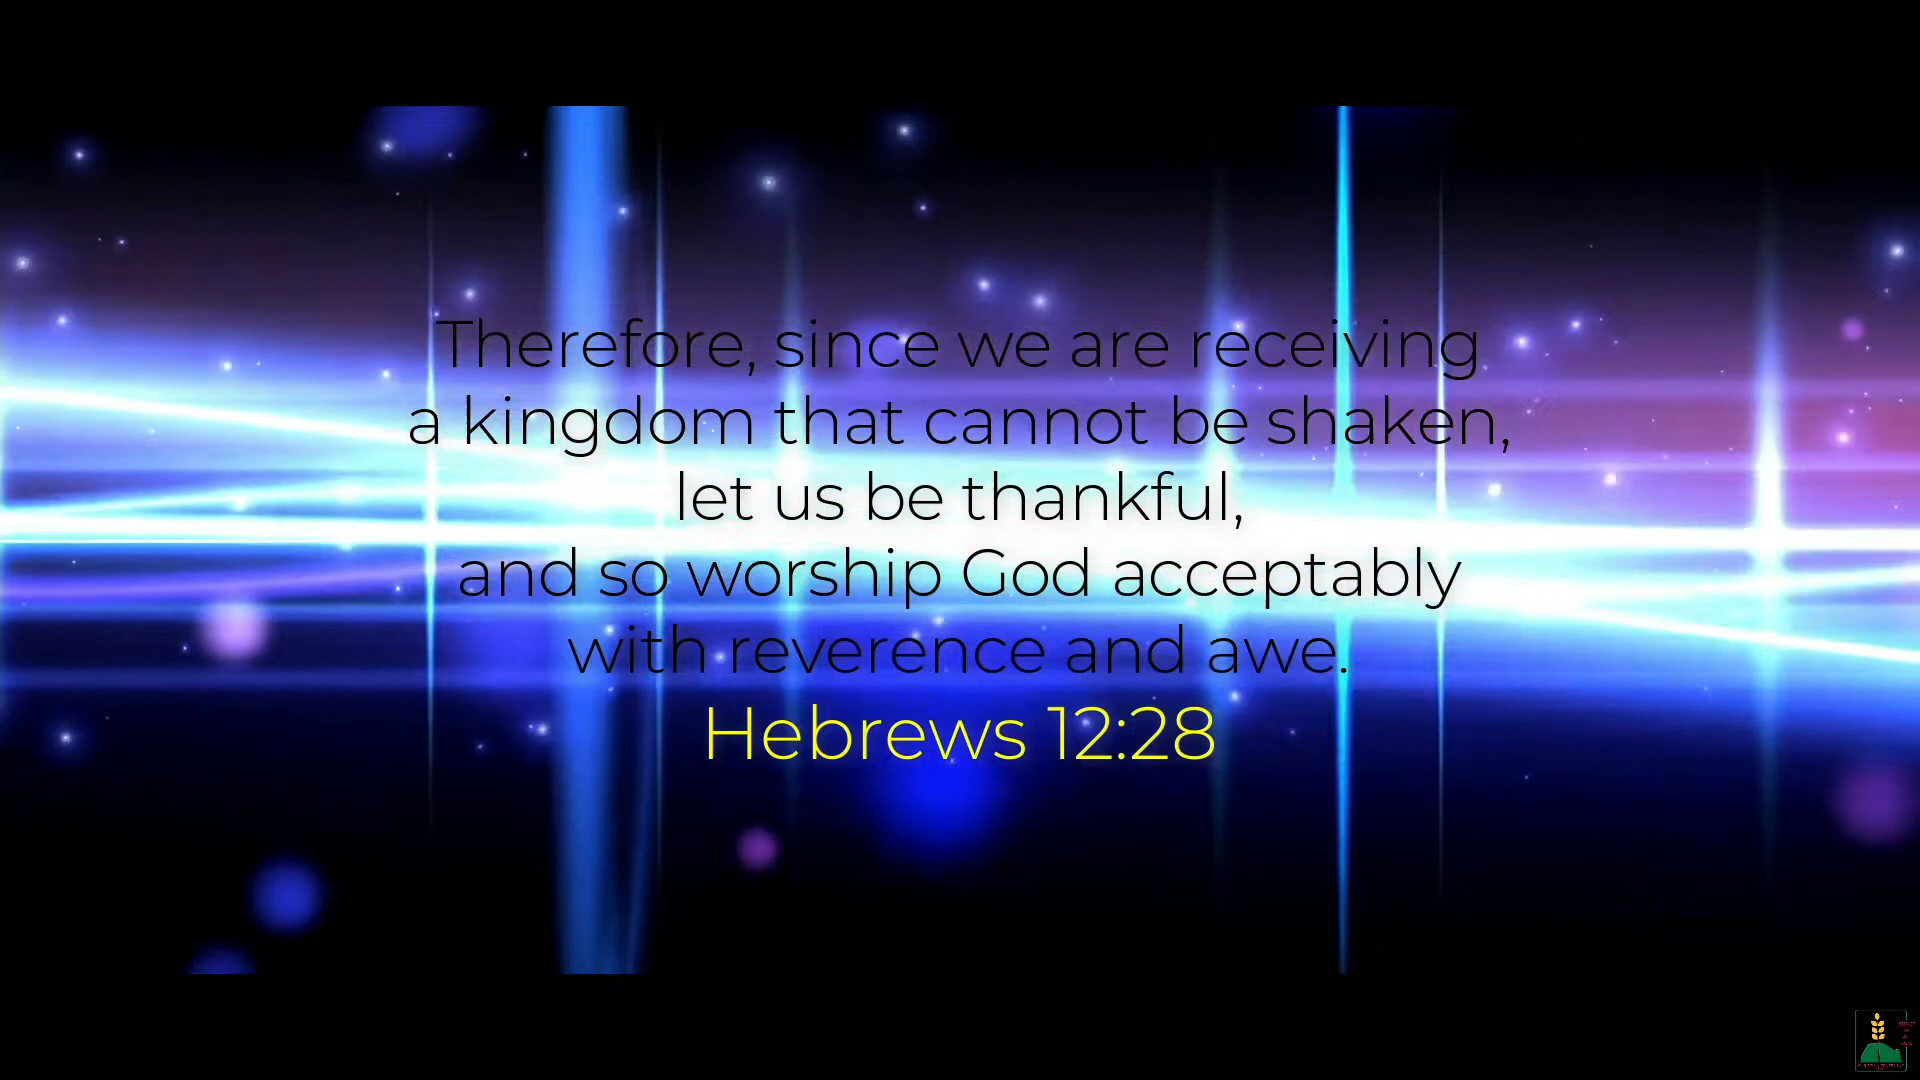 Therefore, since we are receiving
a kingdom that cannot be shaken,
let us be thankful,
and so worship God acceptably
with reverence and awe.
Hebrews 12:28